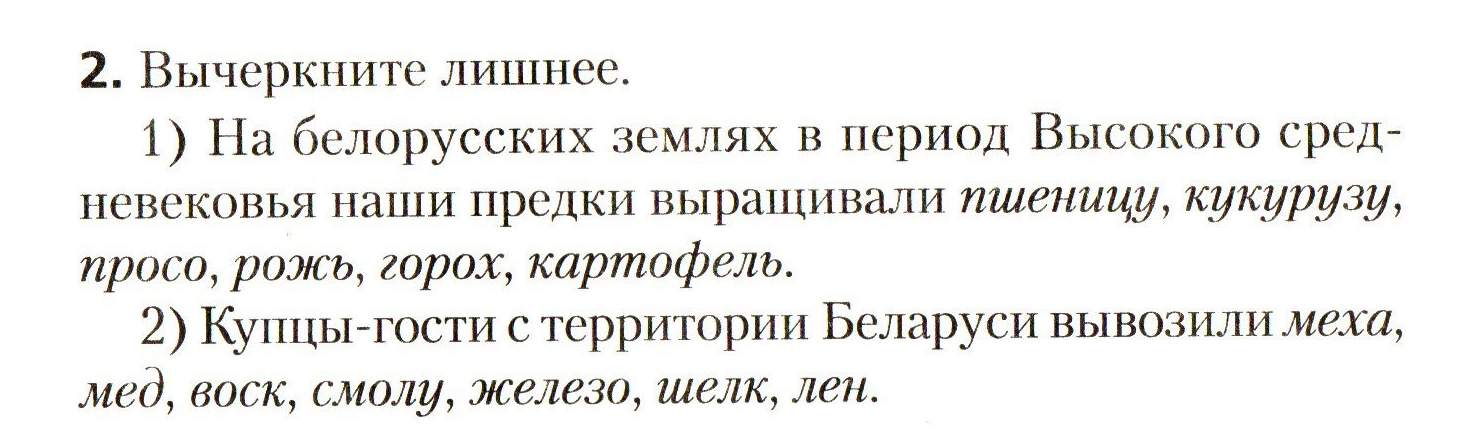 2. Вычеркните лишнее.
1) На белорусских землях в период Высокого сред-
невековья наши предки выращивали пшеницу, кукурузу,
просо, рожь, горох, картофель.
2) Купцы-гости с территории Беларуси вывозили меха,
мед, воск, смолу, железо, шелк, лен.